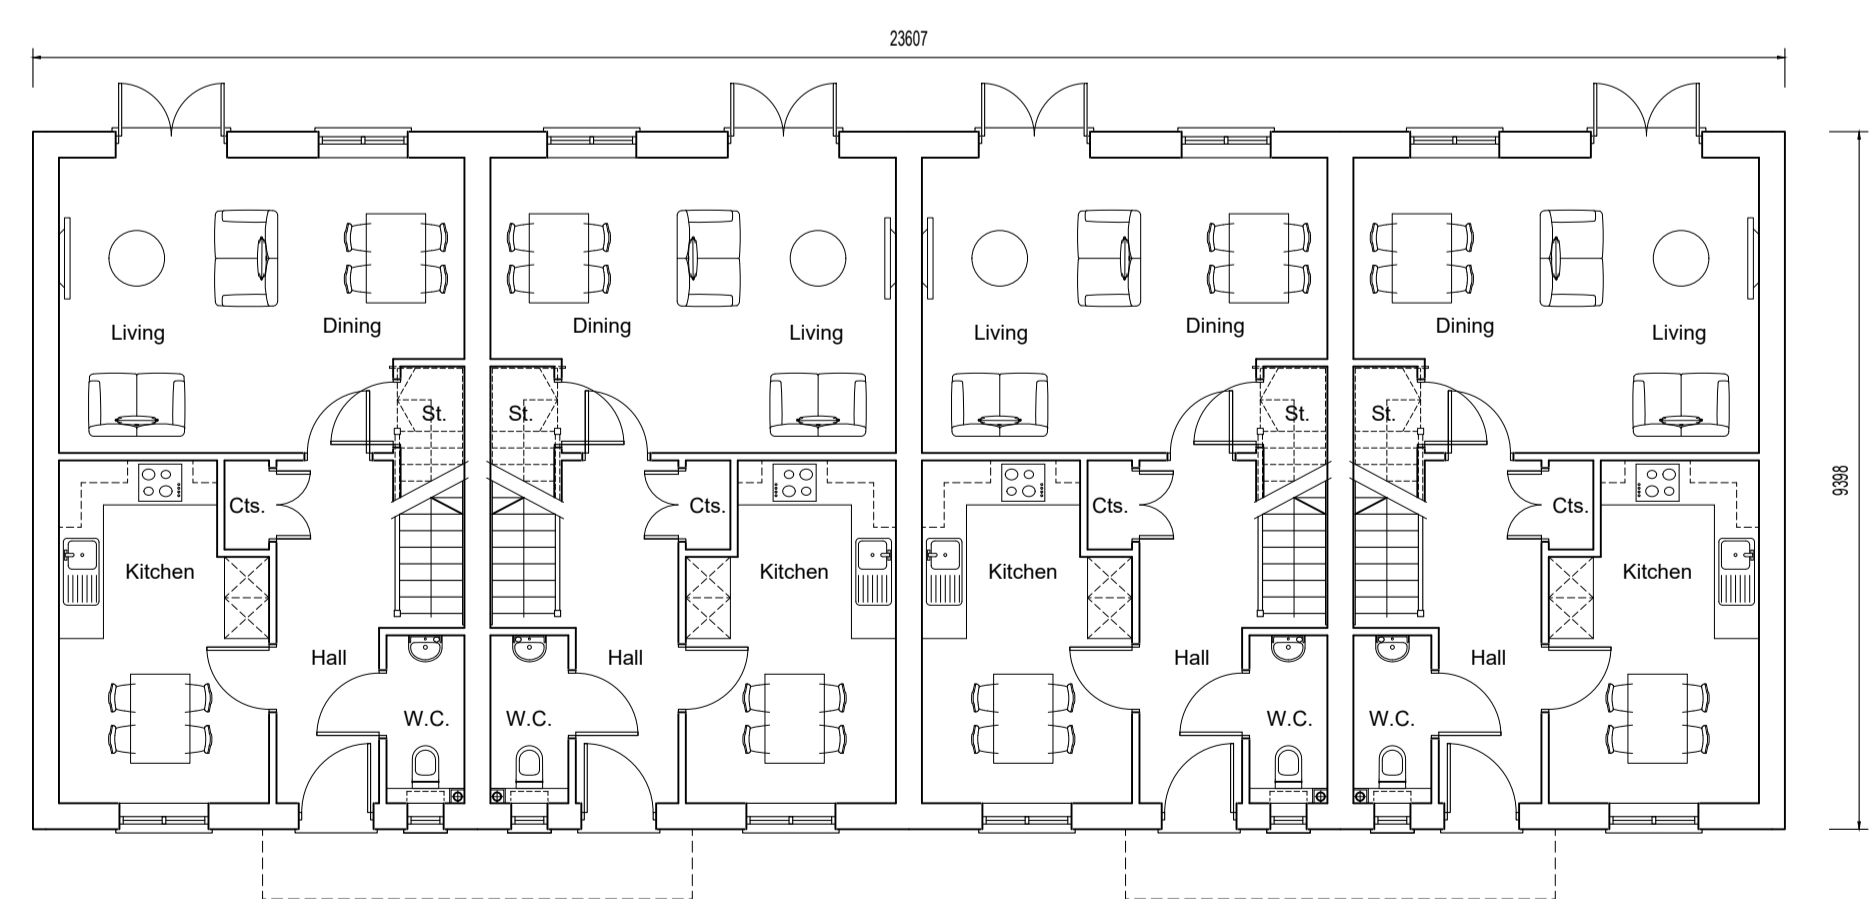 23607
Living
Dining
Dining
Living
Living
Dining
Dining
Living
St.
St.
St.
St.
9398
Cts.
Cts.
Cts.
Cts.
Kitchen
Kitchen
Kitchen
Kitchen
Hall
Hall
Hall
Hall
W.C.
W.C.
W.C.
W.C.